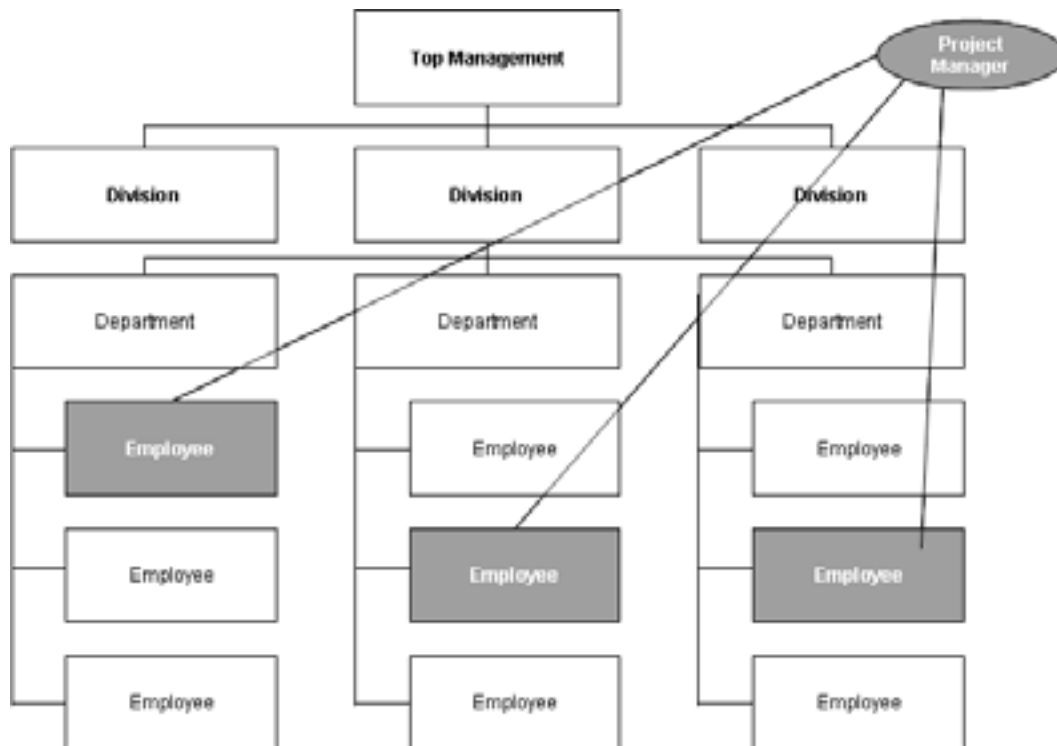 Top Management
Project
Manager
Division
Division
Division
Department
Department
Department
Employee
Employee
Employee
Employee
Employee
Employee
Employee
Employee
Employee